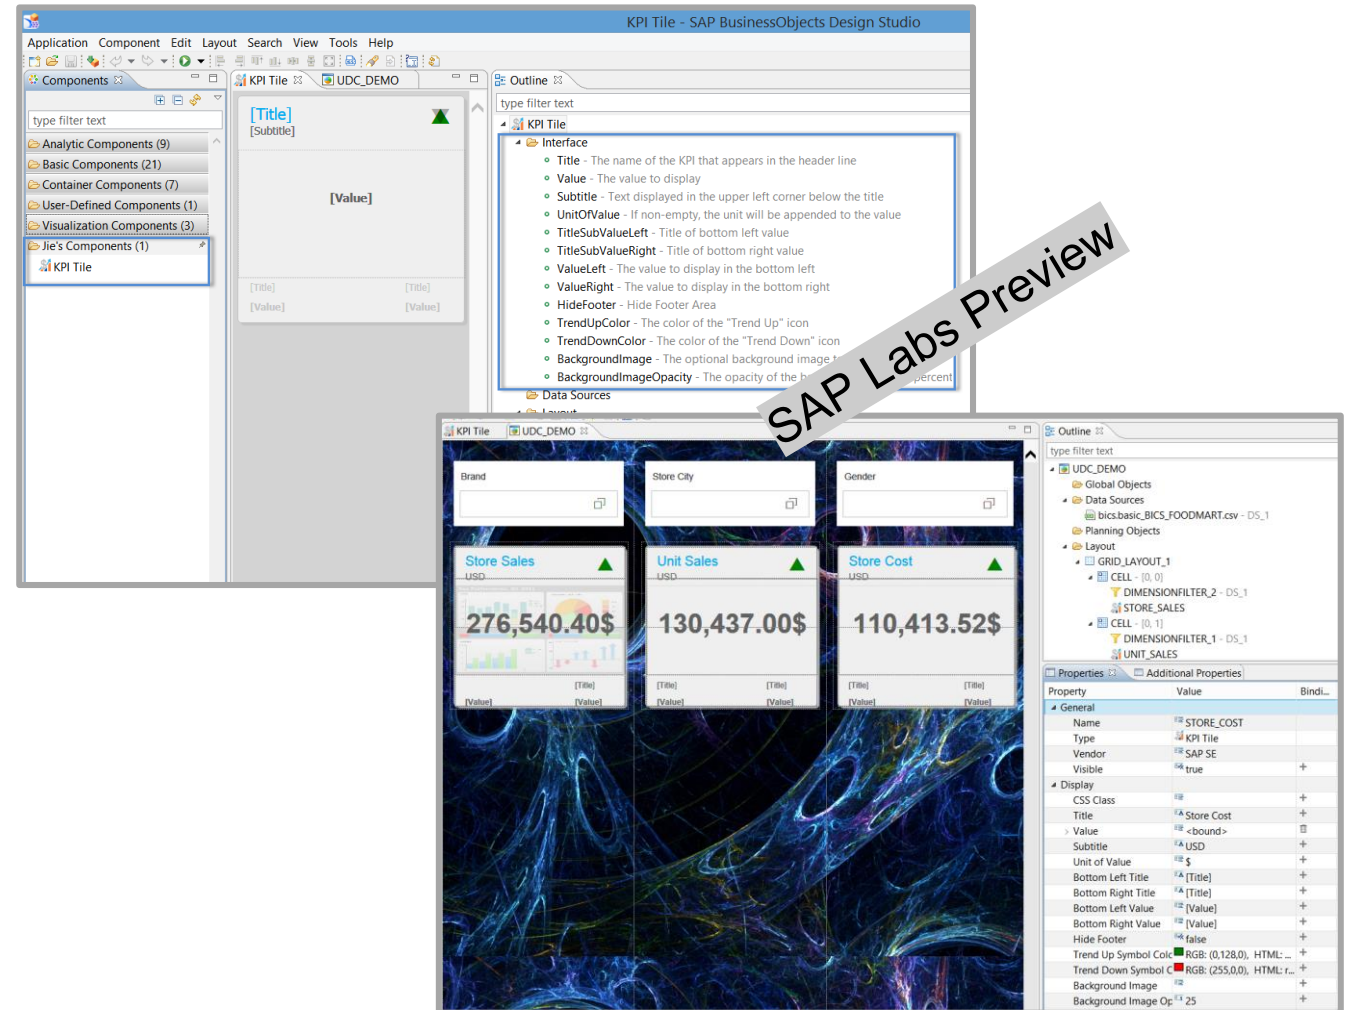 KPI Tile - SAP BusinessObjects Design Studio
Application Component Edit Layout Search View Tools Help
Components
KPI Tile
UDC_DEMO
Outline
type filter text
Analytic Components (9)
Basic Components (21)
Container Components (7)
User-Defined Components (1)
Visualization Components (3)
Jie's Components (1)
KPI Tile
[Title]
[Subtitle]
[Value]
[Title] [Title]
[Value] [Value]
type filter text
KPI Tile
Interface
Title - The name of the KPI that appears in the header line
Value - The value to display
Subtitle - Text displayed in the upper left corner below the title
UnitOfValue - If non-empty, the unit will be appended to the value
TitleSubValueLeft - Title of bottom left value
TitleSubValueRight - Title of bottom right value
ValueLeft - The value to display in the bottom left
ValueRight - The value to display in the bottom right
HideFooter - Hide Footer Area
TrendUpColor - The color of the "Trend Up" icon
TrendDownColor - The color of the "Trend Down" icon
BackgroundImage - The optional background image
BackgroundImageOpacity - The opacity of the percent
Data Sources
Layout
SAP Labs Preview
KPI Tile
UDC_DEMO
Brand
Store City
Gender
Store Sales
USD
276,540.40$
[Title]
[Value] [Value]
Unit Sales
USD
130,437.00$
[Title] [Title]
[Value] [Value]
Store Cost
USD
110,413.52$
[Title] [Title]
[Value] [Value]
Outline
type filter text
UDC_DEMO
Global Objects
Data Sources
bics.basic_BICS_FOODMART.csv - DS_1
Planning Objects
Layout
GRID_LAYOUT_1
CELL - [0, 0]
DIMENSIONFILTER_2 - DS_1
STORE_SALES
CELL - [0, 1]
DIMENSIONFILTER_1 - DS_1
UNIT_SALES
Properties
Additional Properties
Property Value Bindi...
General
Name STORE_COST
Type KPI Tile
Vendor SAP SE
Visible true
Display
CSS Class
Title Store Cost
Value <bound>
Subtitle USD
Unit of Value $
Bottom Left Title [Title]
Bottom Right Title [Title]
Bottom Left Value [Value]
Bottom Right Value [Value]
Hide Footer false
Trend Up Symbol Colc RGB: (0,128,0), HTML: ...
Trend Down Symbol C RGB: (255,0,0), HTML: r...
Background Image
Background Image Op 25